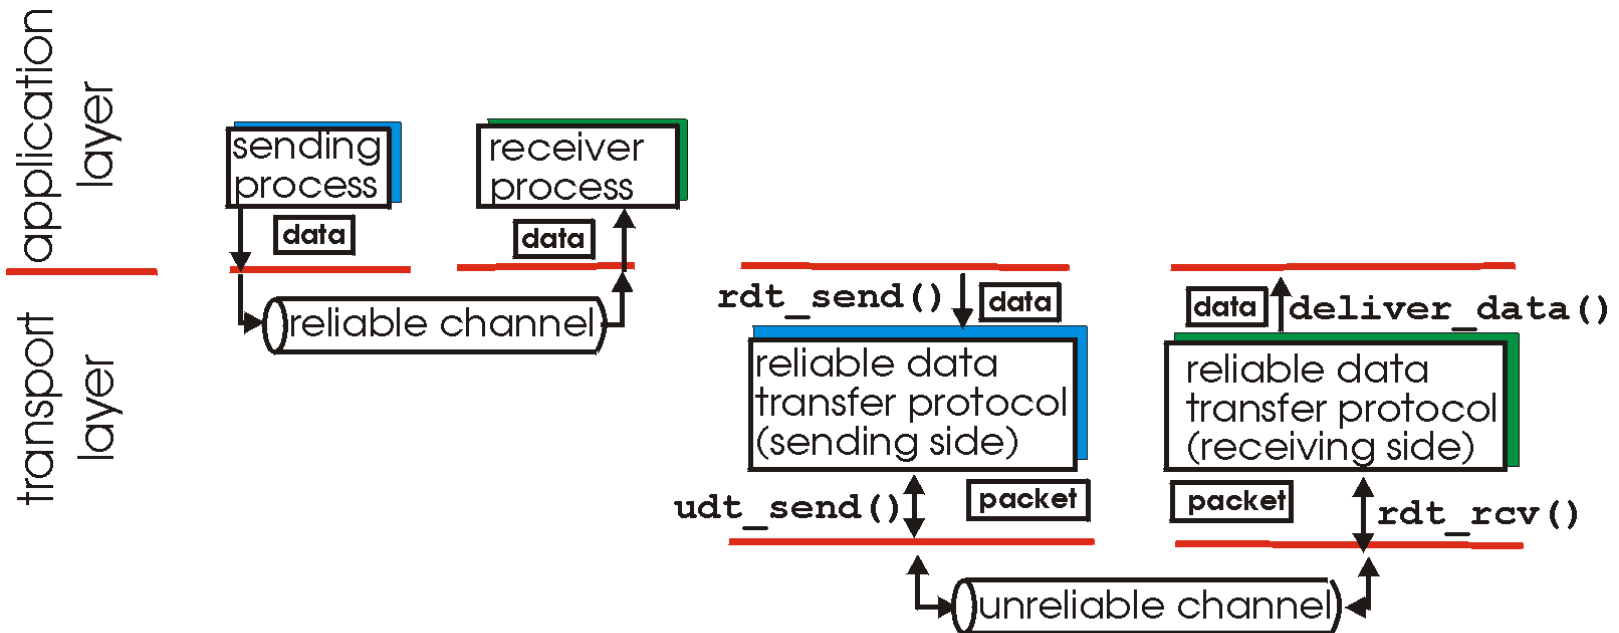 application
layer
transport
layer
sending
process
receiver
process
data
data
reliable channel
rdt_send()
data
data
deliver_data()
reliable data
transfer protocol
(sending side)
reliable data
transfer protocol
(receiving side)
udt_send()
packet
packet
rdt_rcv()
unreliable channel